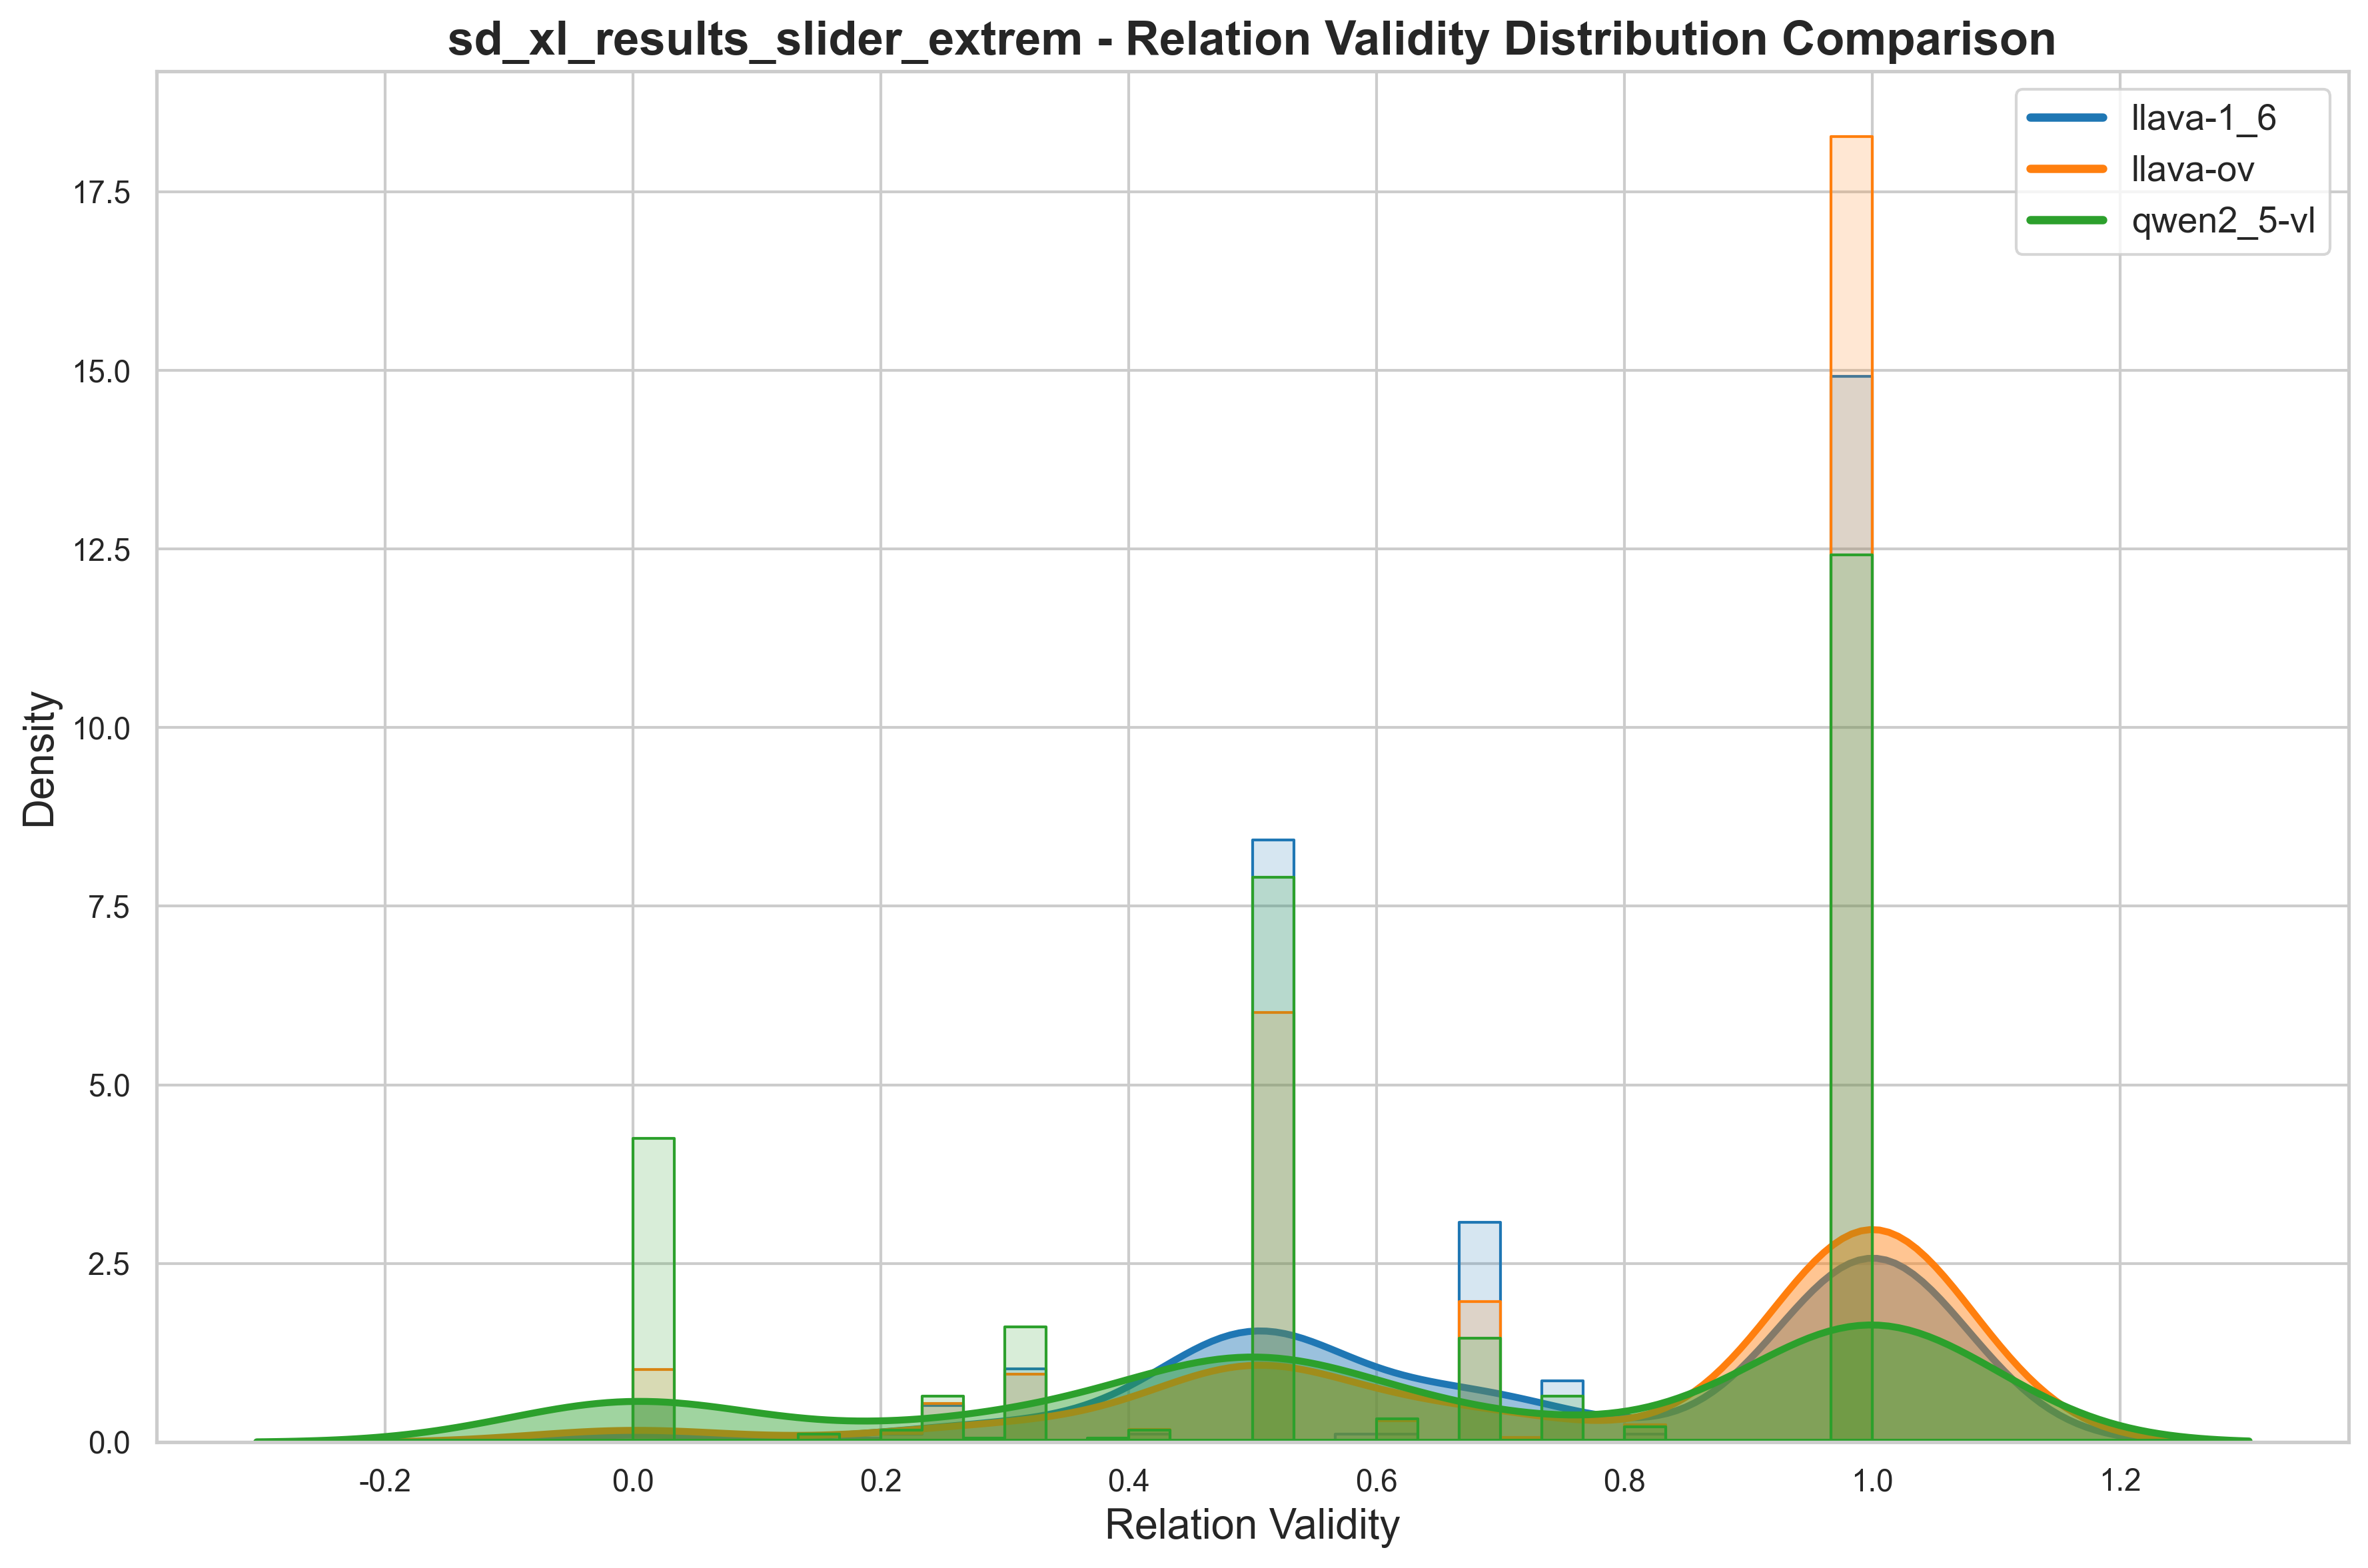 sd_xl_results_slider_extrem - Relation Validity Distribution Comparison
llava-1_6
llava-ov
qwen2_5-vl
17.5
15.0
12.5
10.0
7.5
5.0
2.5
0.0
Density
-0.2 0.0 0.2 0.4 0.6 0.8 1.0 1.2
Relation Validity